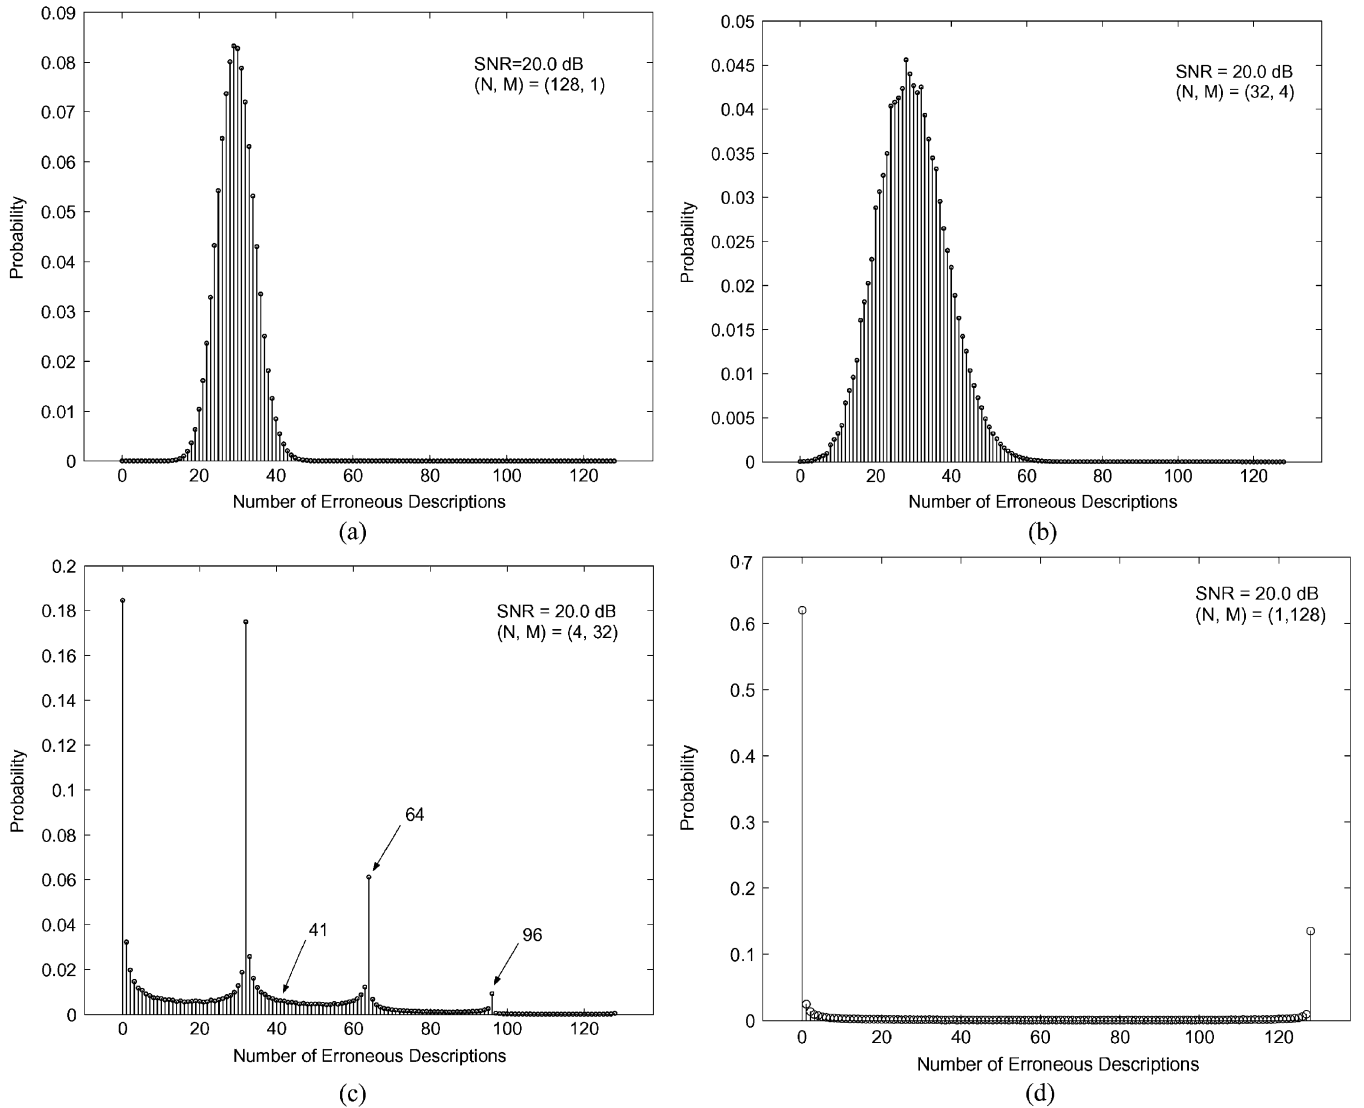 0.09
0.08
0.07
0.06
0.05
0.04
0.03
0.02
0.01
0
Probability
SNR=20.0 dB
(N, M) = (128, 1)
0 20 40 60 80 100 120
Number of Erroneous Descriptions
(a)
0.05
0.045
0.04
0.035
0.03
0.025
0.02
0.015
0.01
0.005
0
Probability
SNR = 20.0 dB
(N, M) = (32, 4)
0 20 40 60 80 100 120
Number of Erroneous Descriptions
(b)
0.2
0.18
0.16
0.14
0.12
0.1
0.08
0.06
0.04
0.02
0
Probability
SNR = 20.0 dB
(N, M) = (4, 32)
64
41
96
0 20 40 60 80 100 120
Number of Erroneous Descriptions
(c)
0.7
0.6
0.5
0.4
0.3
0.2
0.1
0
Probability
SNR = 20.0 dB
(N, M) = (1,128)
0 20 40 60 80 100 120
Number of Erroneous Descriptions
(d)